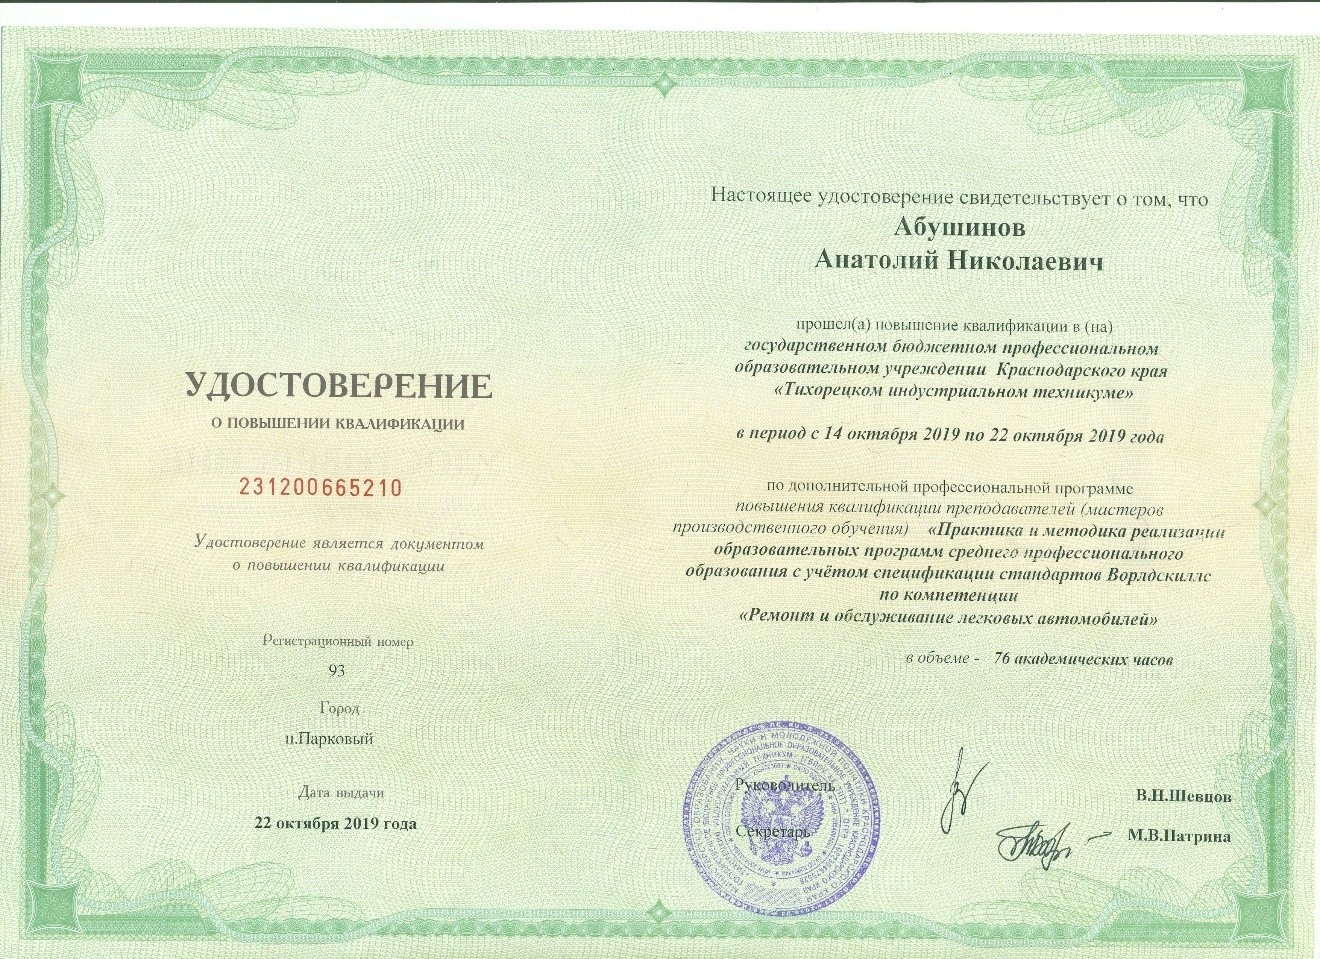 УДОСТОВЕРЕНИЕ
О ПОВЫШЕНИИ КВАЛИФИКАЦИИ
231200665210
Удостоверение является документом
о повышении квалификации
Регистрационный номер
93
Город
п.Парковый
Дата выдачи
22 октября 2019 года
Настоящее удостоверение свидетельствует о том, что
Абушинов
Анатолий Николаевич
прошел(а) повышение квалификации в (на)
государственном бюджетном профессиональном
образовательном учреждении Краснодарского края
«Тихорецком индустриальном техникуме»
в период с 14 октября 2019 по 22 октября 2019 года
по дополнительной профессиональной программе
повышения квалификации преподавателей (мастеров
производственного обучения) «Практика и методика реализации
образовательных программ среднего профессионального
образования с учётом спецификации стандартов Ворлдскиллс
по компетенции
«Ремонт и обслуживание легковых автомобилей»
в объеме - 76 академических часов
Руководитель
В.Н.Шевцов
Секретарь
М.В.Патрина